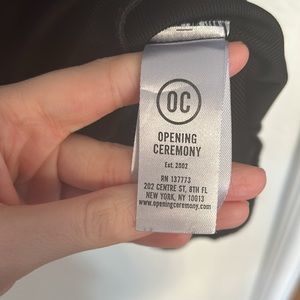 OC
OPENING
CEREMONY
Est. 2002
RN 137773
202 CENTRE ST, 8TH FL
NEW YORK, NY 10013
www.openingceremony.com